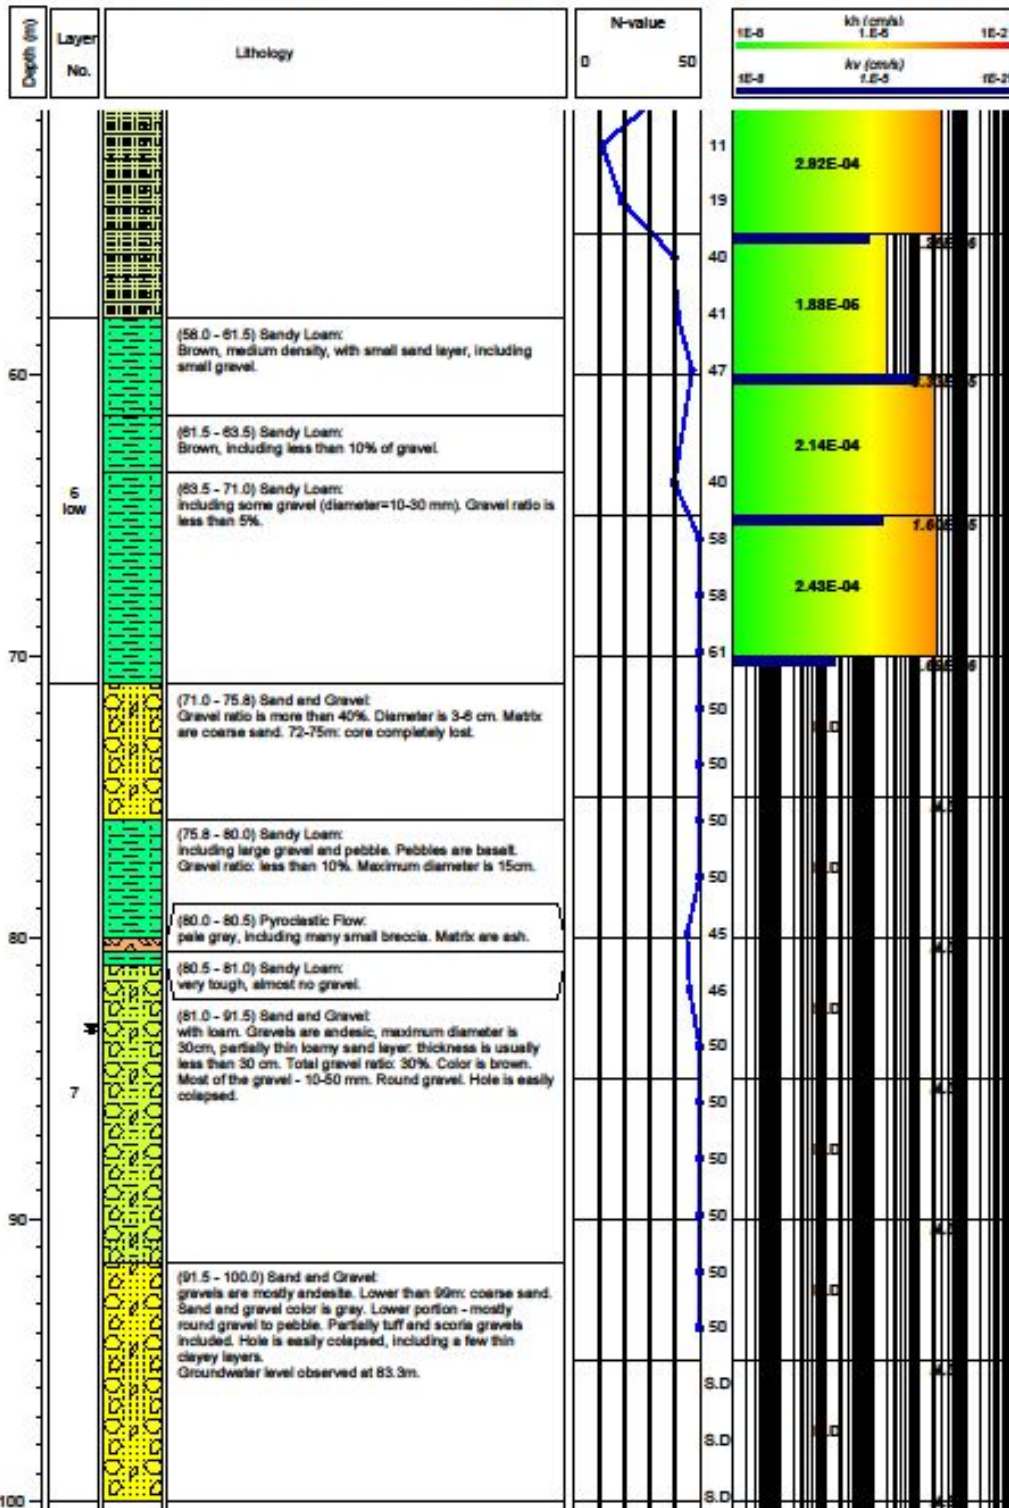 Depth (m)
Layer
No.
Lithology
N-value
0
50
kh (cm/s)
1E-8
1.E-5
1E-2
kv (cm/s)
1E-8
1.E-5
1E-2
11
2.92E-04
19
40
1.88E-05
41
(58.0 - 61.5) Sandy Loam:
Brown, medium density, with small sand layer, including
small gravel.
60
47
(61.5 - 63.5) Sandy Loam:
Brown, including less than 10% of gravel.
2.14E-04
6
low
(63.5 - 71.0) Sandy Loam:
including some gravel (diameter=10-30 mm). Gravel ratio is
less than 5%.
40
58
58
2.43E-04
70
61
(71.0 - 75.8) Sand and Gravel:
Gravel ratio is more than 40%. Diameter is 3-6 cm. Matrix
are coarse sand. 72-75m: core completely lost.
50
50
(75.8 - 80.0) Sandy Loam:
including large gravel and pebble. Pebbles are basalt.
Gravel ratio: less than 10%. Maximum diameter is 15cm.
50
50
80
(80.0 - 80.5) Pyroclastic Flow:
pale gray, including many small breccia. Matrix are ash.
45
(80.5 - 81.0) Sandy Loam:
very tough, almost no gravel.
46
7
(81.0 - 91.5) Sand and Gravel:
with loam. Gravels are andesic, maximum diameter is
30cm, partially thin loamy sand layer: thickness is usually
less than 30 cm. Total gravel ratio: 30%. Color is brown.
Most of the gravel - 10-50 mm. Round gravel. Hole is easily
colapsed.
50
50
50
90
50
(91.5 - 100.0) Sand and Gravel:
gravels are mostly andesite. Lower than 99m: coarse sand.
Sand and gravel color is gray. Lower portion - mostly
round gravel to pebble. Partially tuff and scoria gravels
included. Hole is easily colapsed, including a few thin
clayey layers.
Groundwater level observed at 83.3m.
50
50
S.D
S.D
100
S.D